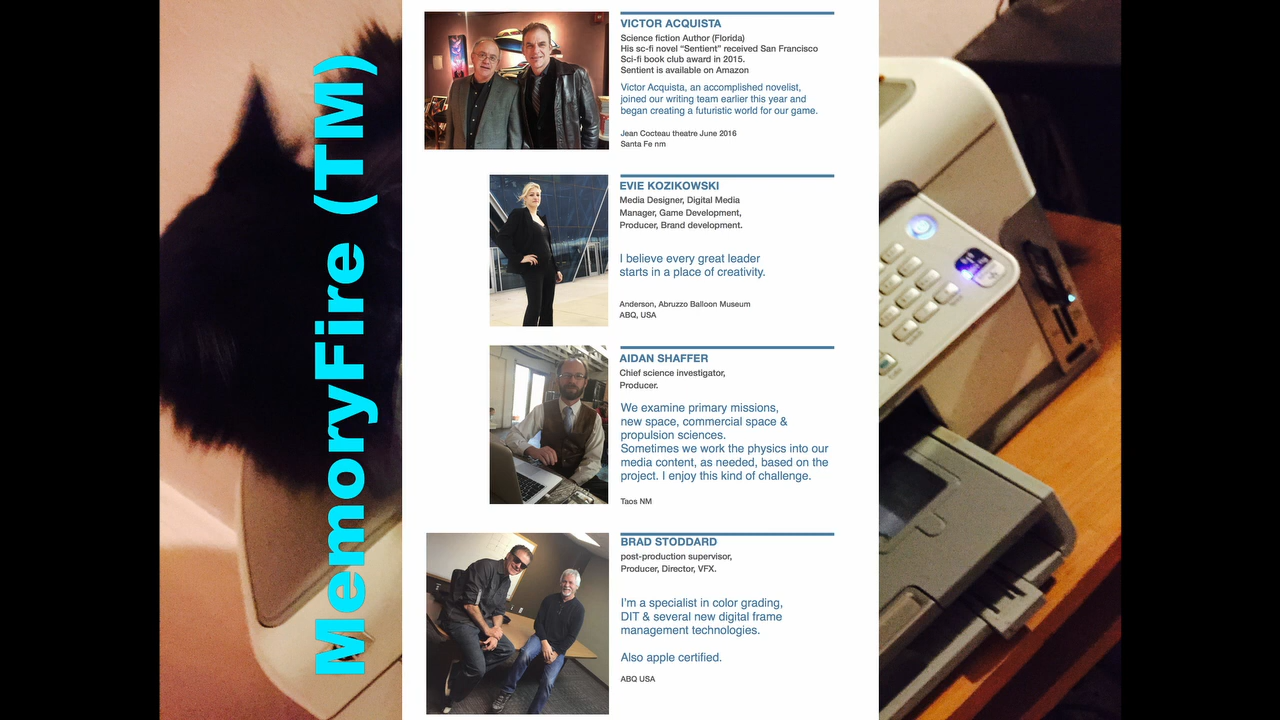 MemoryFire (TM)
VICTOR ACQUISTA
Science fiction Author (Florida)
His sc-fi novel “Sentient” received San Francisco
Sci-fi book club award in 2015.
Sentient is available on Amazon
Victor Acquista, an accomplished novelist,
joined our writing team earlier this year and
began creating a futuristic world for our game.
Jean Cocteau theatre June 2016
Santa Fe nm
EVIE KOZIKOWSKI
Media Designer, Digital Media
Manager, Game Development,
Producer, Brand development.
I believe every great leader
starts in a place of creativity.
Anderson, Abruzzo Balloon Museum
ABQ, USA
AIDAN SHAFFER
Chief science investigator,
Producer.
We examine primary missions,
new space, commercial space &
propulsion sciences.
Sometimes we work the physics into our
media content, as needed, based on the
project. I enjoy this kind of challenge.
Taos NM
BRAD STODDARD
post-production supervisor,
Producer, Director, VFX.
I'm a specialist in color grading,
DIT & several new digital frame
management technologies.
Also apple certified.
ABQ USA